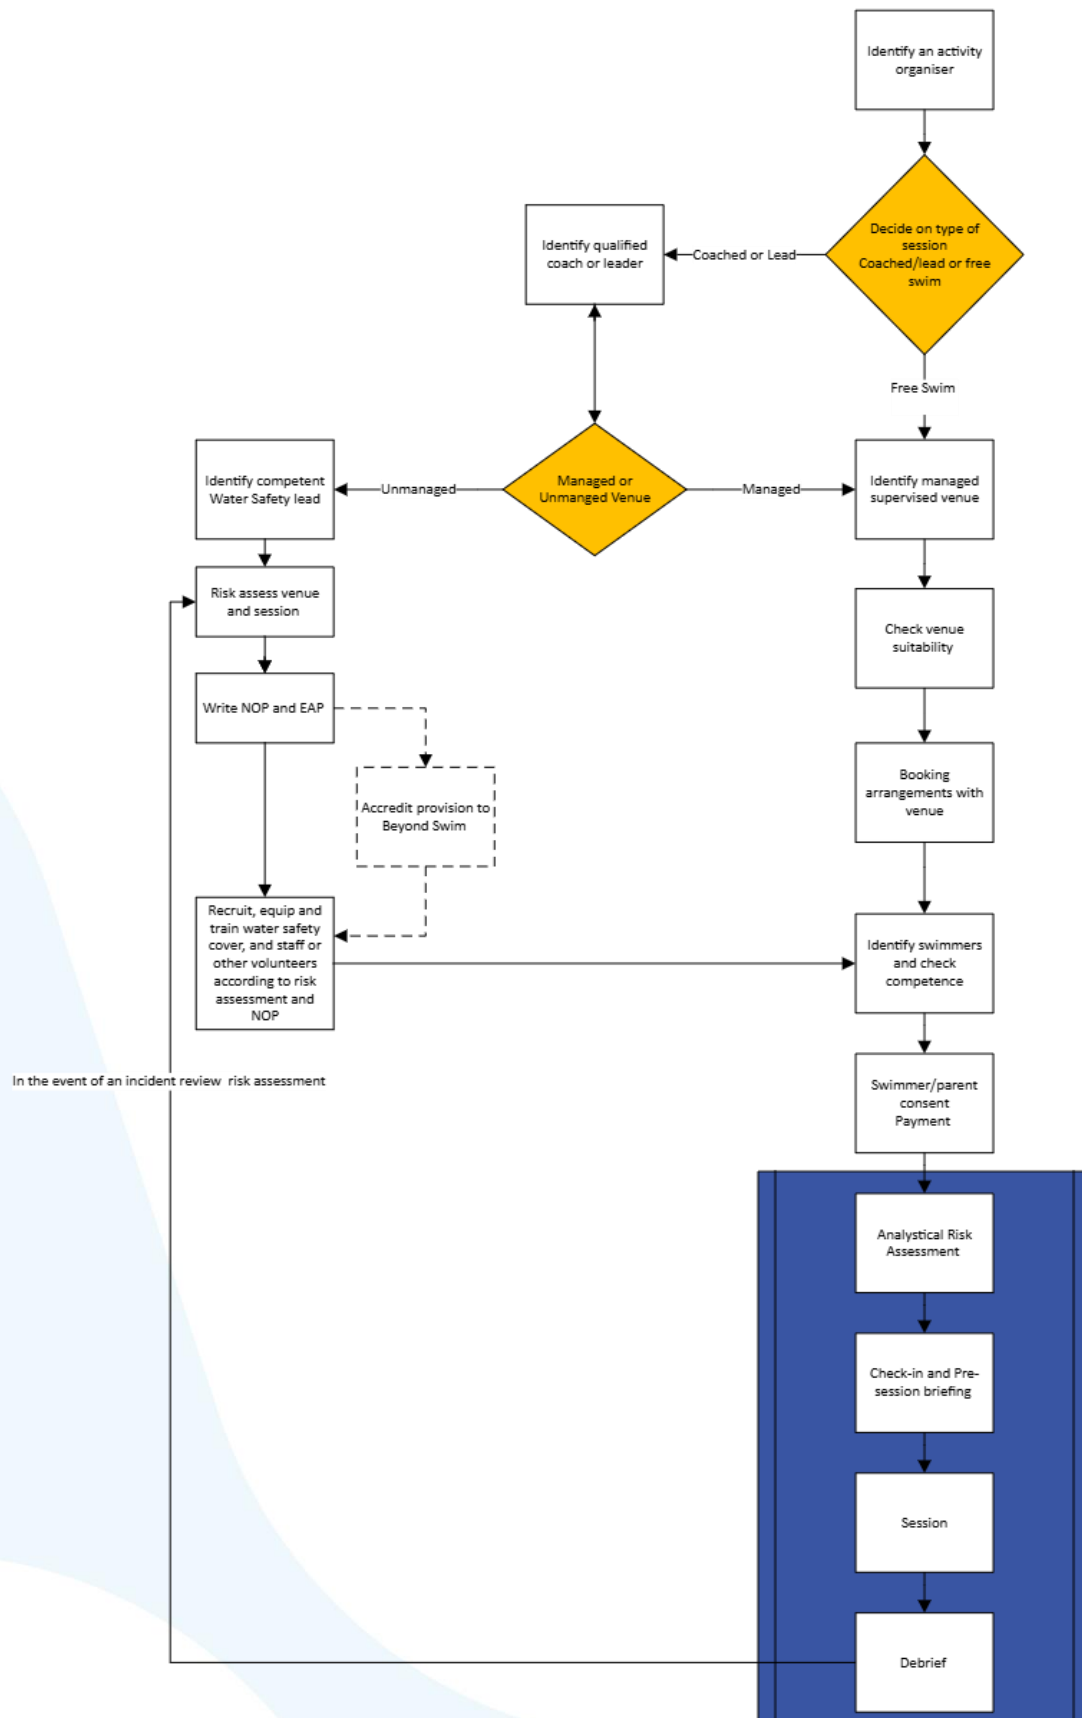 Identify an activity
organiser
Decide on type of
session
Coached/lead or free
swim
Coached or Lead
Identify qualified
coach or leader
Free Swim
Identify competent
Water Safety lead
Unmanaged
Managed or
Unmanged Venue
Managed
Identify managed
supervised venue
Risk assess venue
and session
Check venue
suitability
Write NOP and EAP
Booking
arrangements with
venue
Accredit provision to
Beyond Swim
Recruit, equip and
train water safety
cover, and staff or
other volunteers
according to risk
assessment and
NOP
Identify swimmers
and check
competence
In the event of an incident review risk assessment
Swimmer/parent
consent
Payment
Analystical Risk
Assessment
Check-in and Pre-
session briefing
Session
Debrief